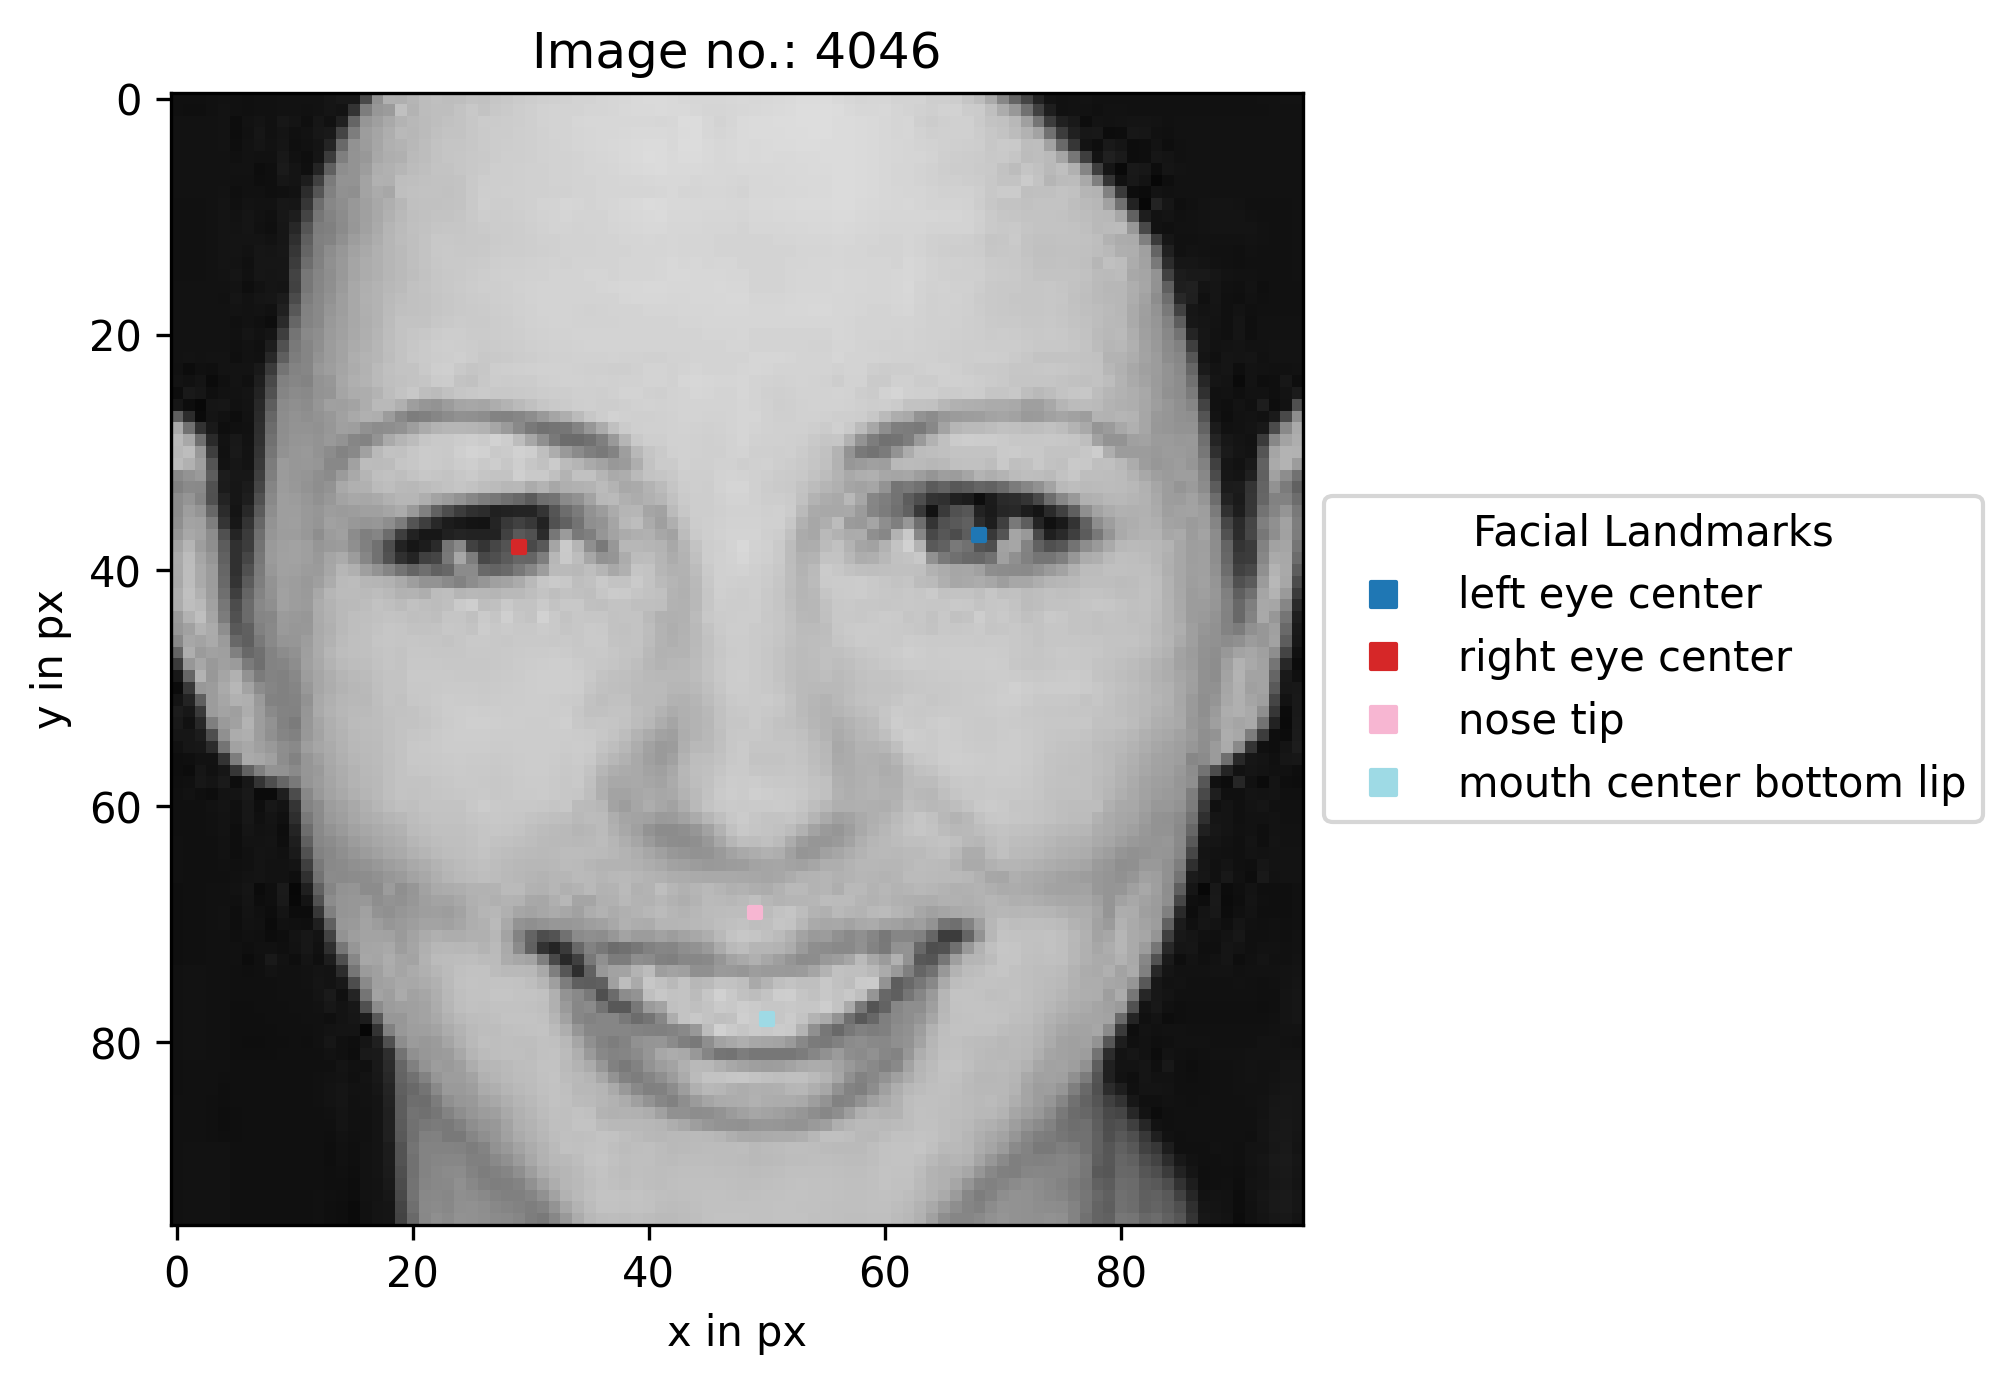 Image no.: 4046
0
20
40
60
80
y in px
0 20 40 60 80
x in px
Facial Landmarks
left eye center
right eye center
nose tip
mouth center bottom lip